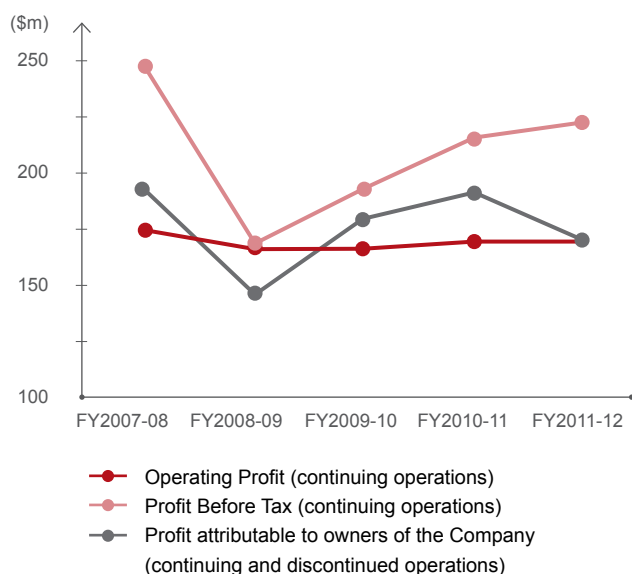 ($m)
250
200
150
100
FY2007-08 FY2008-09 FY2009-10 FY2010-11 FY2011-12
Operating Profit (continuing operations)
Profit Before Tax (continuing operations)
Profit attributable to owners of the Company
(continuing and discontinued operations)